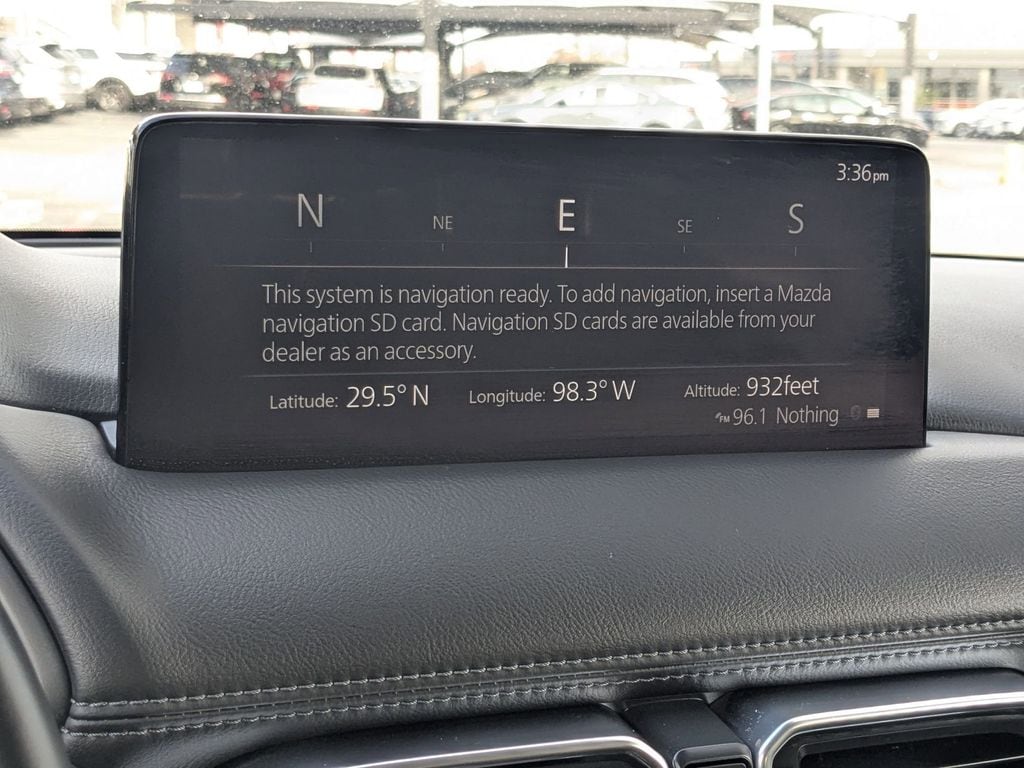 3:36pm
N NE E SE S
This system is navigation ready. To add navigation, insert a Mazda
navigation SD card. Navigation SD cards are available from your
dealer as an accessory.
Latitude: 29.5° N Longitude: 98.3° W Altitude: 932feet
FM 96.1 Nothing